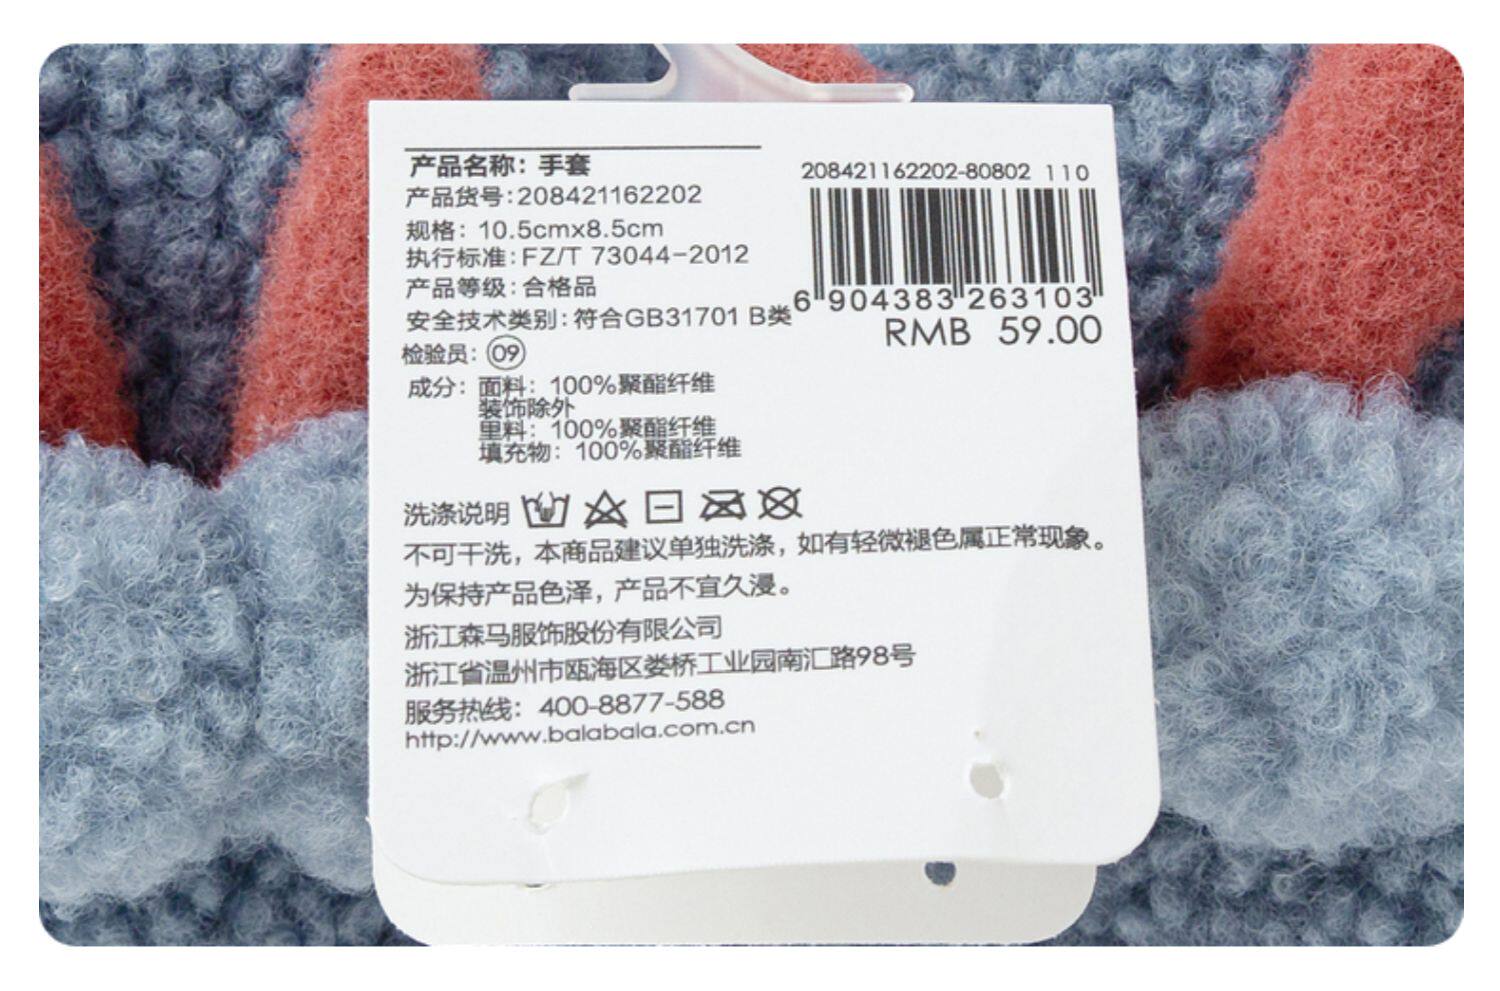 产品名称：手套
产品货号:208421162202
规格：10.5cmx8.5cm
执行标准:FZ/T 73044-2012
产品等级:合格品
安全技术类别:符合GB31701 B类
检验员：09
成分：面料：100%聚酯纤维
装饰除外
里料：100%聚酯纤维
填充物：100%聚酯纤维
208421162202-80802 110
6 904383 263103
RMB 59.00
洗涤说明
不可干洗，本商品建议单独洗涤，如有轻微褪色属正常现象。
为保持产品色泽，产品不宜久浸。
浙江森马服饰股份有限公司
浙江省温州市瓯海区娄桥工业园南汇路98号
服务热线：400-8877-588
http://www.balabala.com.cn